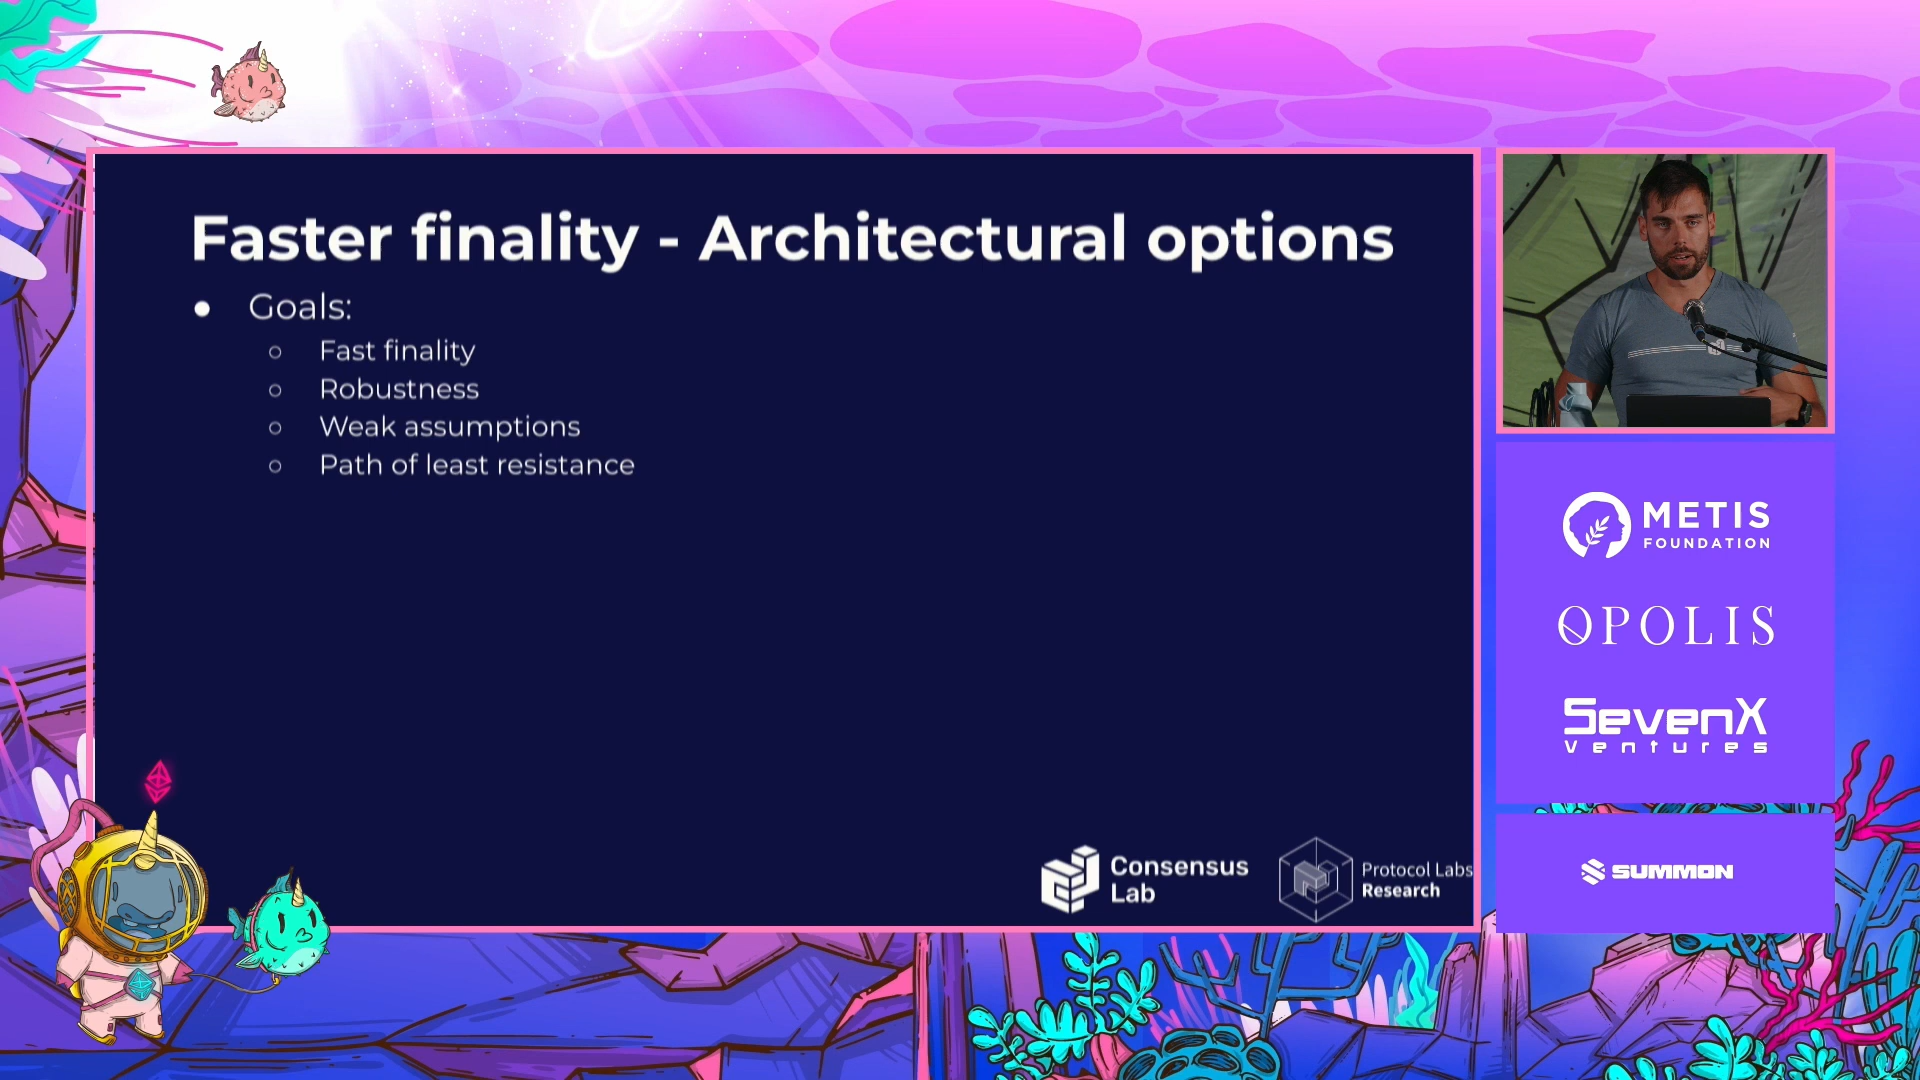 Faster finality - Architectural options
● Goals:
○ Fast finality
○ Robustness
○ Weak assumptions
○ Path of least resistance
Consensus
Lab
Protocol Labs
Research
METIS
FOUNDATION
OPOLIS
SevenX
Ventures
SUMMON